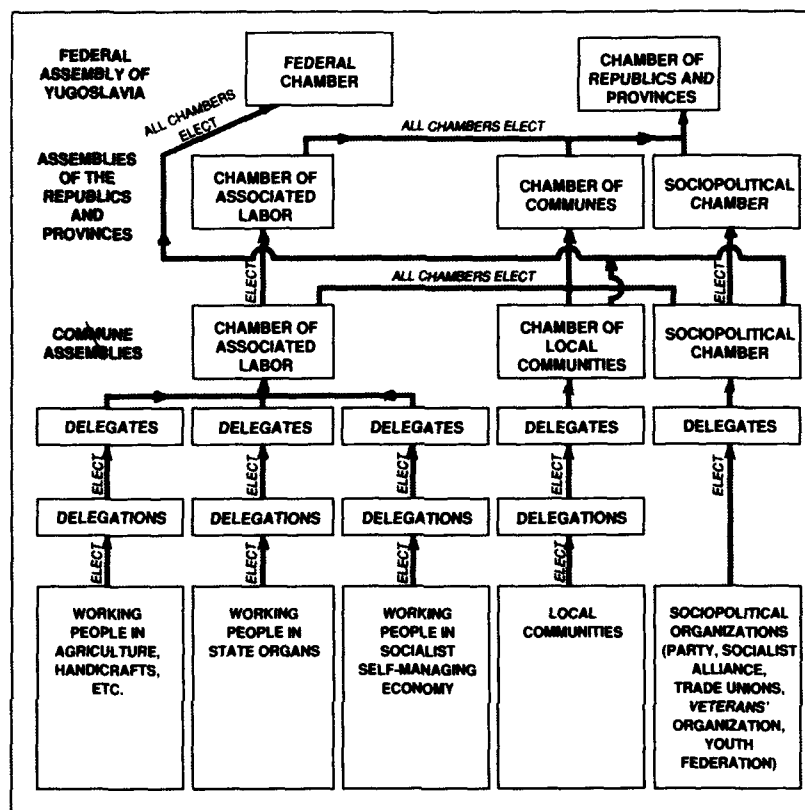 FEDERAL
ASSEMBLY OF
YUGOSLAVIA
FEDERAL
CHAMBER
CHAMBER OF
REPUBLICS AND
PROVINCES
ALL CHAMBERS
ELECT
ALL CHAMBERS ELECT
ASSEMBLIES
OF THE
REPUBLICS
AND
PROVINCES
CHAMBER OF
ASSOCIATED
LABOR
CHAMBER OF
COMMUNES
SOCIOPOLITICAL
CHAMBER
ELECT
ALL CHAMBERS ELECT
ELECT
COMMUNE
ASSEMBLIES
CHAMBER OF
ASSOCIATED
LABOR
CHAMBER OF
LOCAL
COMMUNITIES
SOCIOPOLITICAL
CHAMBER
DELEGATES
DELEGATES
DELEGATES
DELEGATES
DELEGATES
ELECT
ELECT
ELECT
ELECT
ELECT
DELEGATIONS
DELEGATIONS
DELEGATIONS
DELEGATIONS
ELECT
ELECT
ELECT
ELECT
WORKING
PEOPLE IN
AGRICULTURE,
HANDICRAFTS,
ETC.
WORKING
PEOPLE IN
STATE ORGANS
WORKING
PEOPLE IN
SOCIALIST
SELF-MANAGING
ECONOMY
LOCAL
COMMUNITIES
SOCIOPOLITICAL
ORGANIZATIONS
(PARTY, SOCIALIST
ALLIANCE,
TRADE UNIONS,
VETERANS'
ORGANIZATION,
YOUTH
FEDERATION)